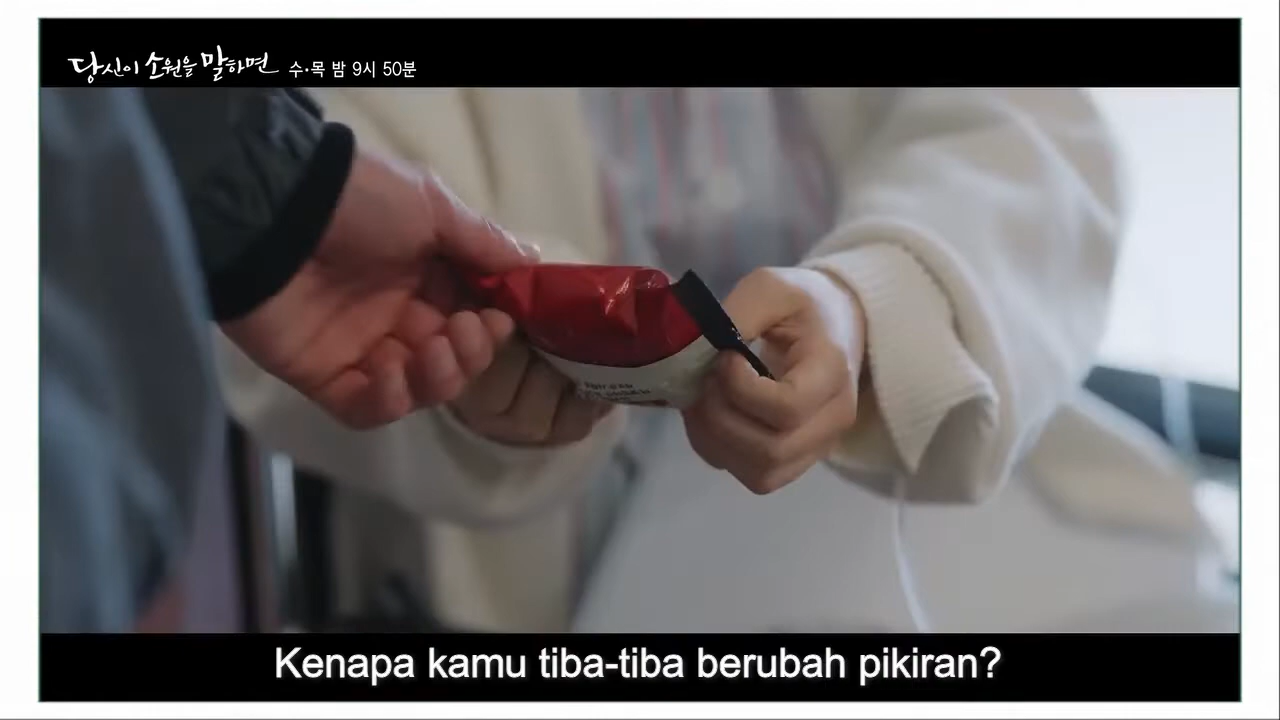 당신이 소원을 말하면 수·목 밤 9시 50분
Kenapa kamu tiba-tiba berubah pikiran?